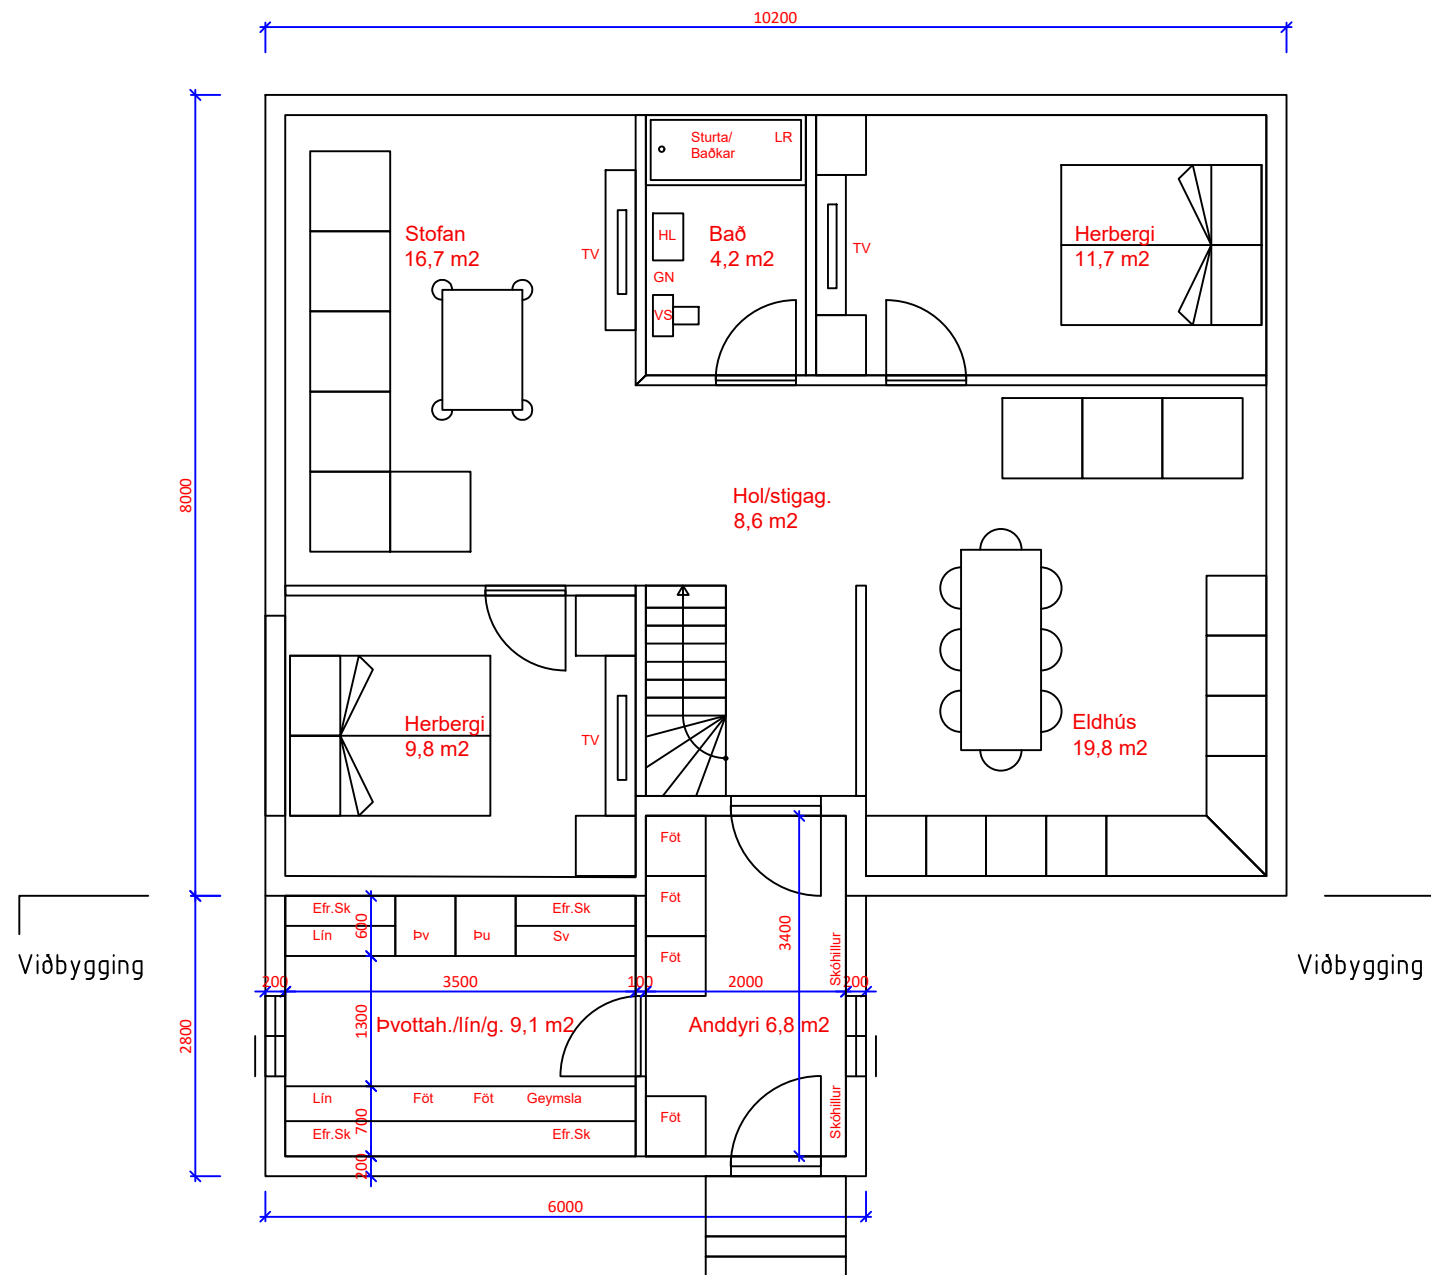 10200
Sturta/ LR
Baðkar
Stofan
16,7 m2
TV
HL
Bað
4,2 m2
GN
VS
TV
Herbergi
11,7 m2
8000
Hol/stigag.
8,6 m2
Herbergi
9,8 m2
TV
Eldhús
19,8 m2
Föt
Föt
Föt
3400
Skóhillur
Efr.Sk
Efr.Sk
Lín
600
Þv
Þu
Sv
Viðbygging
Viðbygging
200
3500
100
2000
200
2800
1300
Þvottah./lín/g. 9,1 m2
Anddyri 6,8 m2
Lín
Föt
Föt
Geymsla
Föt
Skóhillur
700
Efr.Sk
Efr.Sk
200
6000